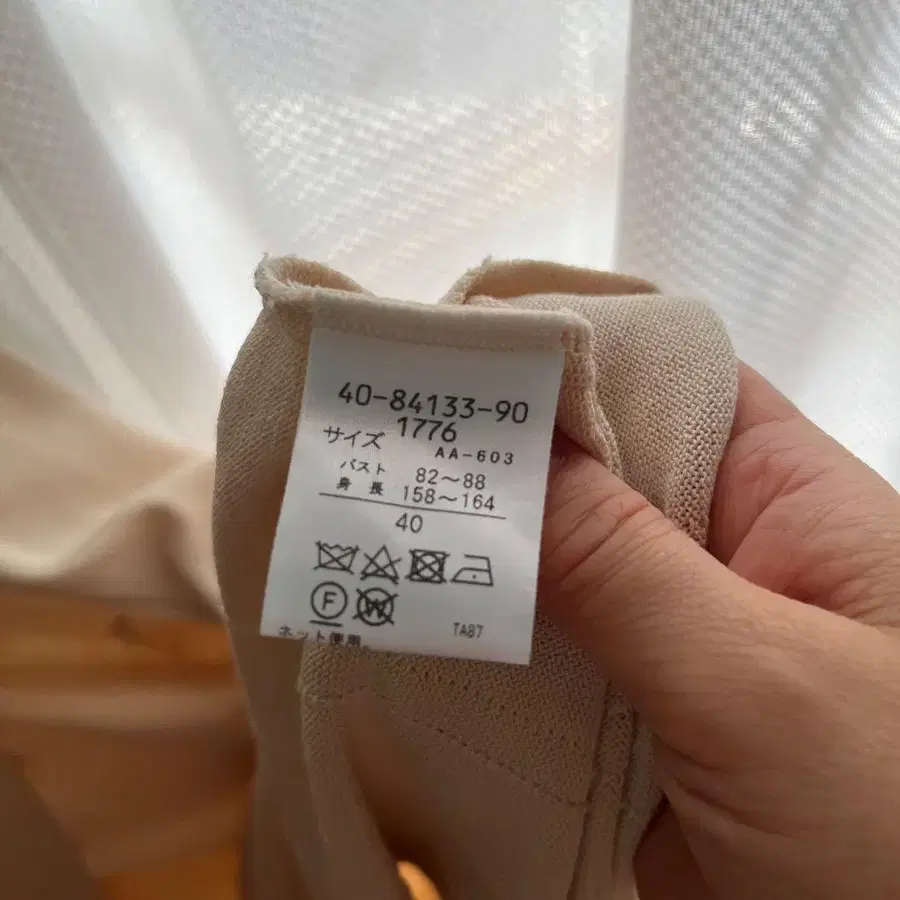 40-84133-90
1776
サイズ
AA-603
バスト 82～88
身長 158～164
40
F W
ネット使用。
TA87